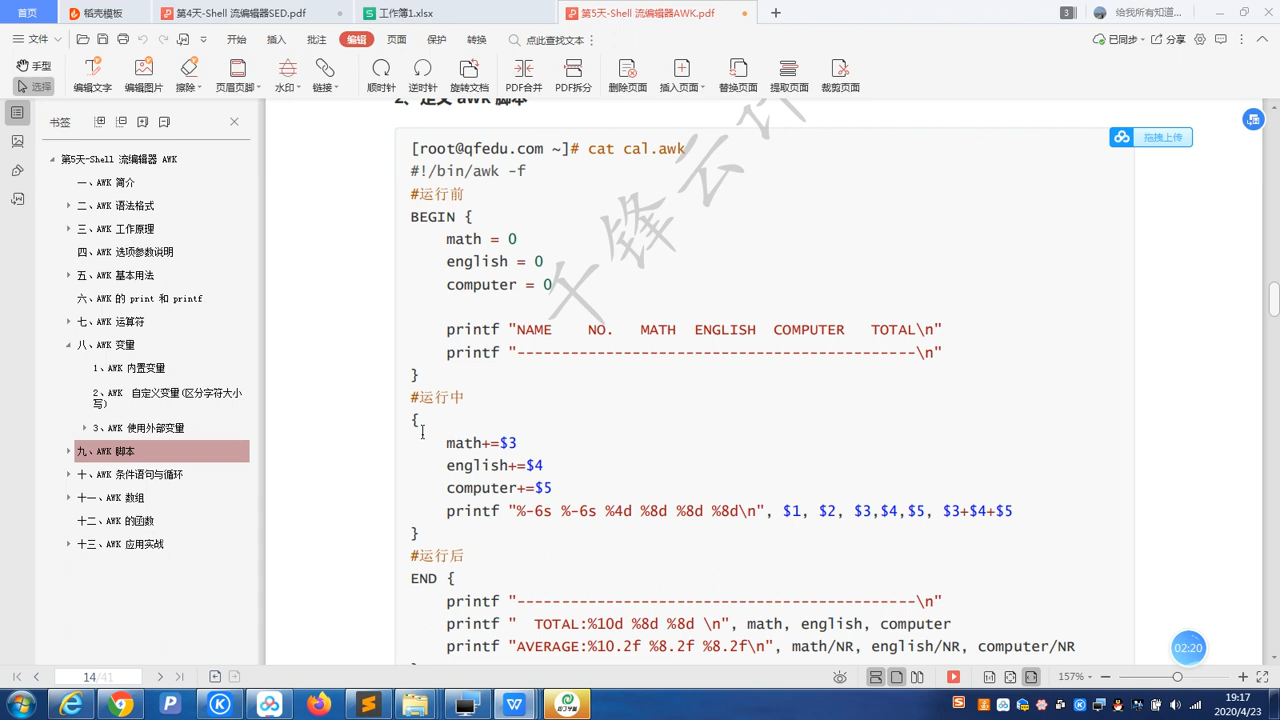 首页
稻壳模板
第4天-Shell 流编辑器SED.pdf
工作簿1.xlsx
第5天-Shell 流编辑器AWK.pdf
3
给我所有知道...
文件
开始
插入
批注
编辑
页面
保护
转换
点此查找文本
已同步
分享
手型
选择
编辑文字
编辑图片
擦除
页眉页脚
水印
链接
顺时针
逆时针
旋转文档
PDF合并
PDF拆分
删除页面
插入页面
替换页面
提取页面
裁剪页面
书签
第5天-Shell 流编辑器 AWK
一、AWK 简介
二、AWK 语法格式
三、AWK 工作原理
四、AWK 选项参数说明
五、AWK 基本用法
六、AWK 的 print 和 printf
七、AWK 运算符
八、AWK 变量
1、AWK 内置变量
2、AWK 自定义变量(区分字符大小
写)
3、AWK 使用外部变量
九、AWK 脚本
十、AWK 条件语句与循环
十一、AWK 数组
十二、AWK 的函数
十三、AWK 应用实战
2、定义 awk 脚本
拖拽上传
[root@qfedu.com ~]# cat cal.awk
#!/bin/awk -f
#运行前
BEGIN {
math = 0
english = 0
computer = 0
printf "NAME    NO.   MATH  ENGLISH  COMPUTER   TOTAL\n"
printf "---------------------------------------------\n"
}
#运行中
{
math+=$3
english+=$4
computer+=$5
printf "%-6s %-6s %4d %8d %8d %8d\n", $1, $2, $3,$4,$5, $3+$4+$5
}
#运行后
END {
printf "---------------------------------------------\n"
printf "  TOTAL:%10d %8d %8d \n", math, english, computer
printf "AVERAGE:%10.2f %8.2f %8.2f\n", math/NR, english/NR, computer/NR
千锋云计
02:20
14/41
157%
19:17
2020/4/23